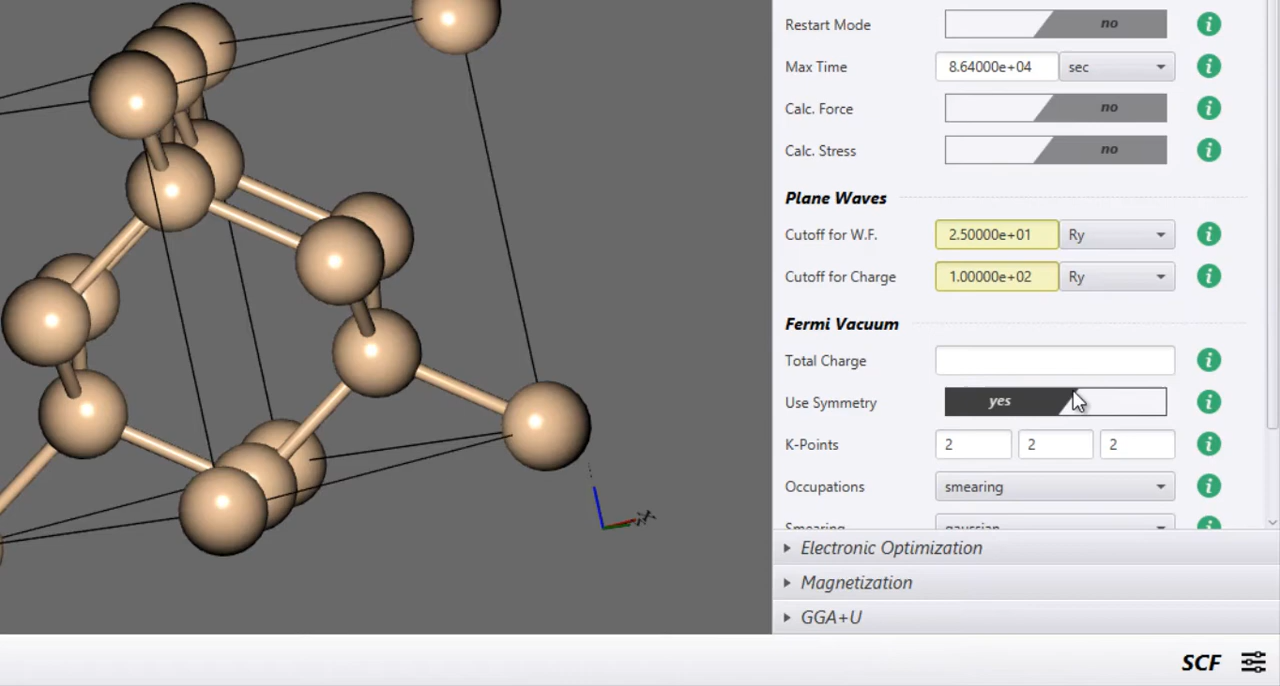 Restart Mode no
Max Time 8.64000e+04 sec
Calc. Force no
Calc. Stress no
Plane Waves
Cutoff for W.F. 2.50000e+01 Ry
Cutoff for Charge 1.00000e+02 Ry
Fermi Vacuum
Total Charge
Use Symmetry yes
K-Points 2 2 2
Occupations smearing
Smearing gaussian
Electronic Optimization
Magnetization
GGA+U
SCF